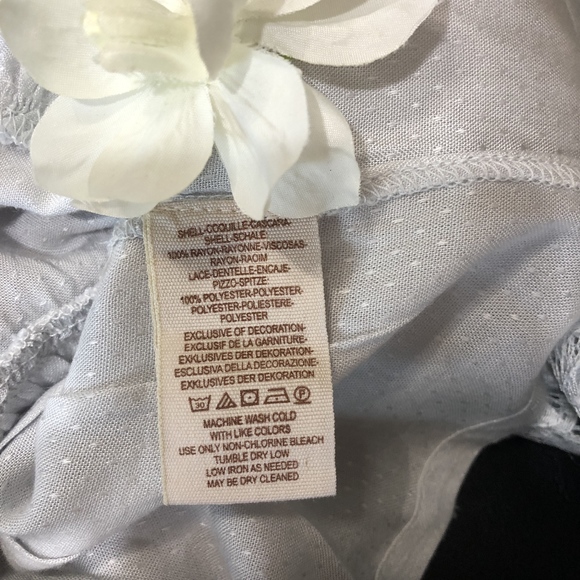 SHELL-COQUILLE-CASCARA-
SHELL-SCHALE
100% RAYON-RAYONNE-VISCOSAS-
RAYON-RAOIM
LACE-DENTELLE-ENCAJE-
PIZZO-SPITZE
100% POLYESTER-POLYESTER-
POLYESTER-POLIESTERE-
POLYESTER
EXCLUSIVE OF DECORATION-
EXCLUSIF DE LA GARNITURE-
EXKLUSIVES DER DEKORATION-
ESCLUSIVA DELLA DECORAZIONE-
EXKLUSIVES DER DEKORATION
30
MACHINE WASH COLD
WITH LIKE COLORS
USE ONLY NON-CHLORINE BLEACH
TUMBLE DRY LOW
LOW IRON AS NEEDED
MAY BE DRY CLEANED